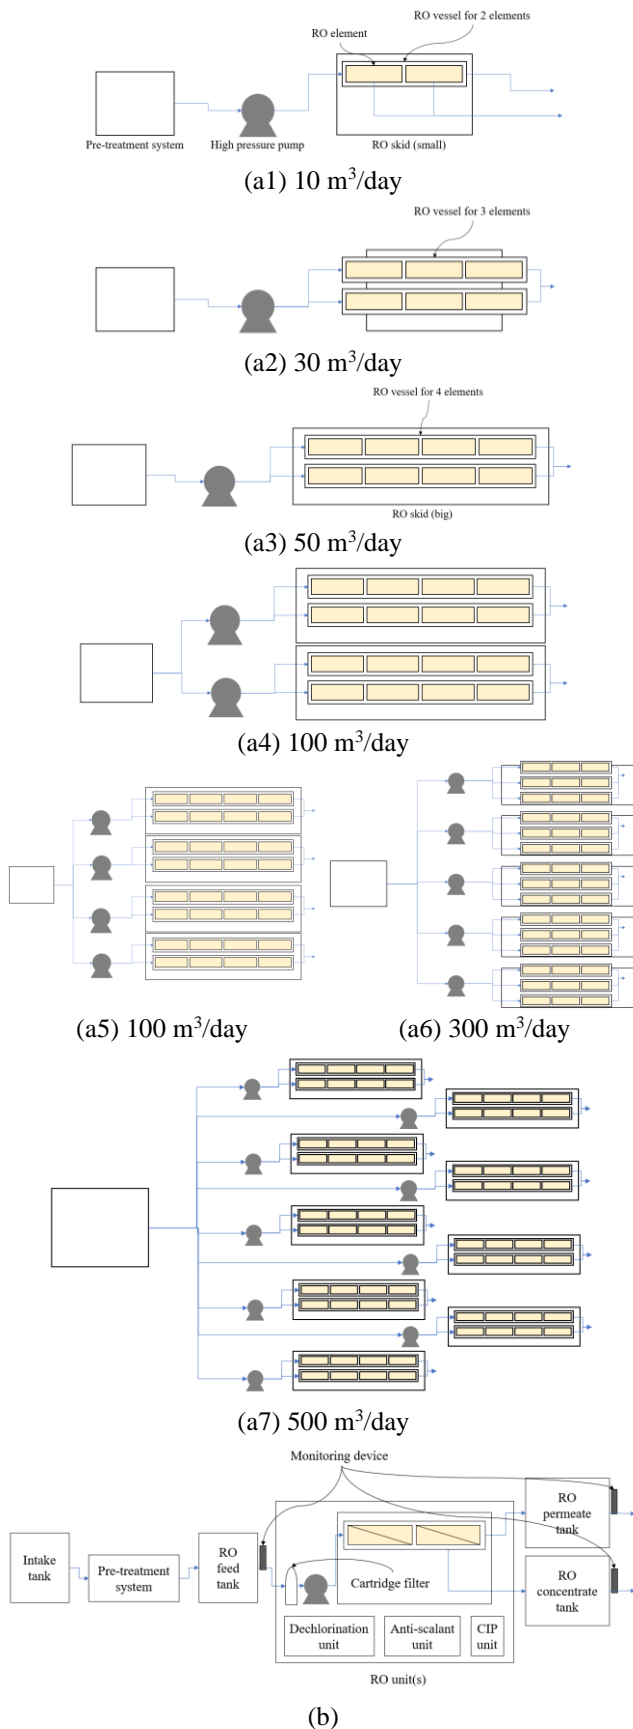 RO vessel for 2 elements
RO element
Pre-treatment system
High pressure pump
RO skid (small)
(a1) 10 m³/day
RO vessel for 3 elements
(a2) 30 m³/day
RO vessel for 4 elements
RO skid (big)
(a3) 50 m³/day
(a4) 100 m³/day
(a5) 100 m³/day
(a6) 300 m³/day
(a7) 500 m³/day
Monitoring device
Intake
tank
Pre-treatment
system
RO
feed
tank
Cartridge filter
Dechlorination
unit
Anti-scalant
unit
CIP
unit
RO unit(s)
RO
permeate
tank
RO
concentrate
tank
(b)